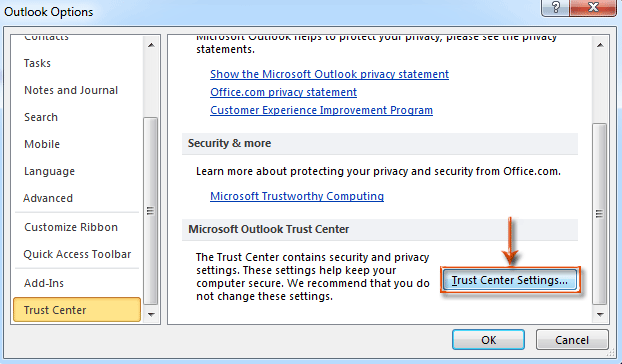 Outlook Options
Contacts
Tasks
Notes and Journal
Search
Mobile
Language
Advanced
Customize Ribbon
Quick Access Toolbar
Add-Ins
Trust Center
Microsoft Outlook helps to protect your privacy, please see the privacy
statements.
Show the Microsoft Outlook privacy statement
Office.com privacy statement
Customer Experience Improvement Program
Security & more
Learn more about protecting your privacy and security from Office.com.
Microsoft Trustworthy Computing
Microsoft Outlook Trust Center
The Trust Center contains security and privacy
settings. These settings help keep your
computer secure. We recommend that you do
not change these settings.
Trust Center Settings...
OK
Cancel